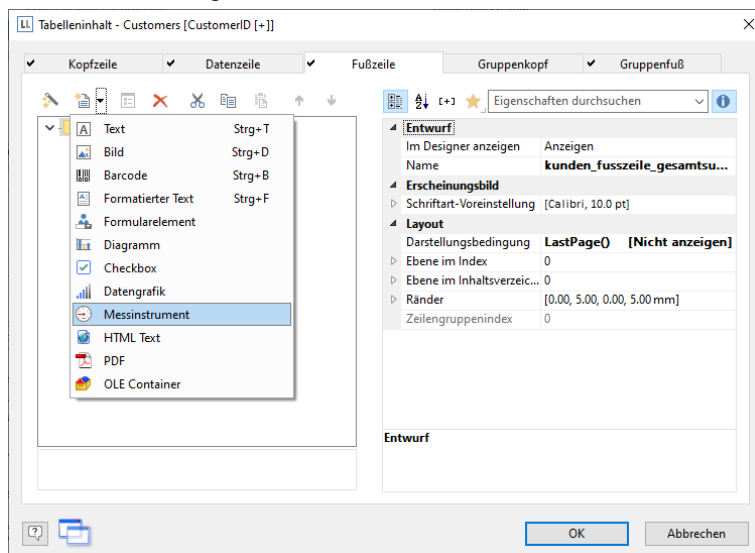 LL Tabelleninhalt - Customers [CustomerID [+]]
Kopfzeile Datenzeile Fußzeile Gruppenkopf Gruppenfuß
[+] Eigenschaften durchsuchen
Text Strg+T
Bild Strg+D
Barcode Strg+B
Formatierter Text Strg+F
Formularelement
Diagramm
Checkbox
Datengrafik
Messinstrument
HTML Text
PDF
OLE Container
Entwurf
Im Designer anzeigen Anzeigen
Name kunden_fusszeile_gesamtsu...
Erscheinungsbild
Schriftart-Voreinstellung [Calibri, 10.0 pt]
Layout
Darstellungsbedingung LastPage() [Nicht anzeigen]
Ebene im Index 0
Ebene im Inhaltsverzeic... 0
Ränder [0.00, 5.00, 0.00, 5.00 mm]
Zeilengruppenindex 0
Entwurf
OK Abbrechen